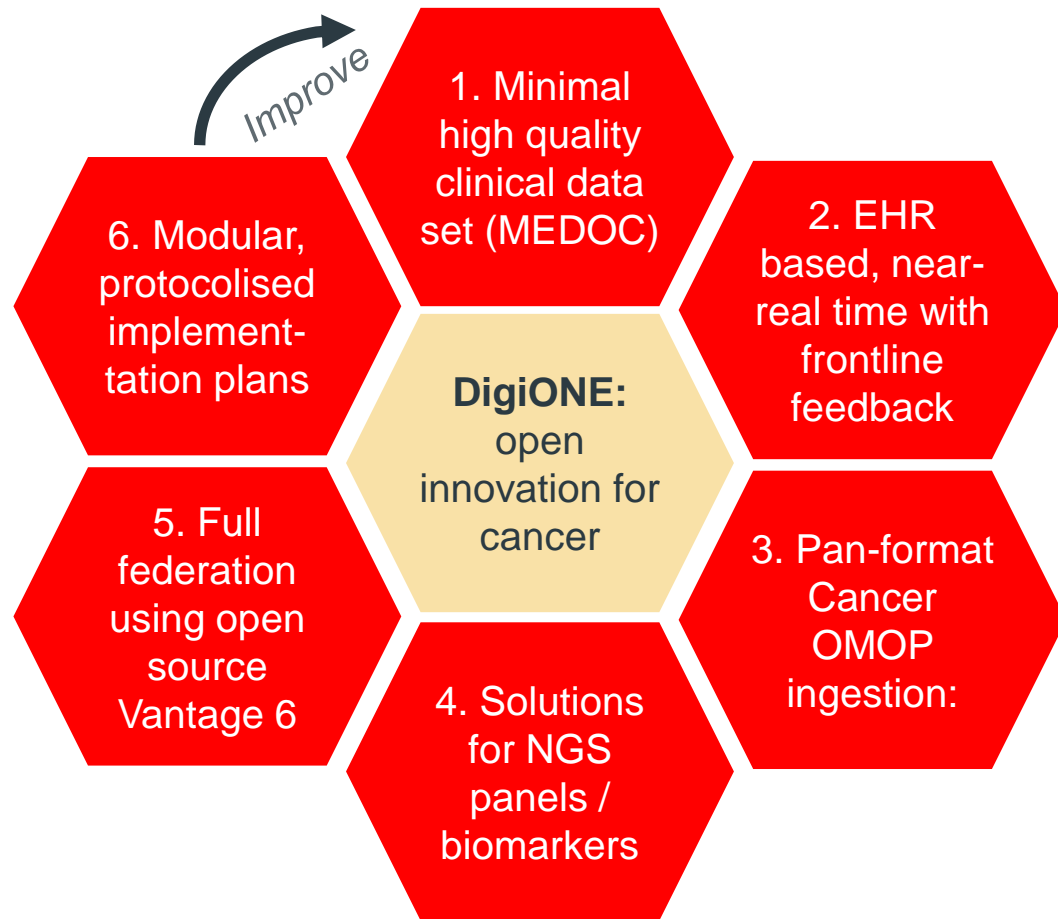 Improve
1. Minimal
high quality
clinical data
set (MEDOC)
2. EHR
based, near-
real time with
frontline
feedback
3. Pan-format
Cancer
OMOP
ingestion:
4. Solutions
for NGS
panels /
biomarkers
5. Full
federation
using open
source
Vantage 6
6. Modular,
protocolised
implement-
tation plans
DigiONE:
open
innovation for
cancer